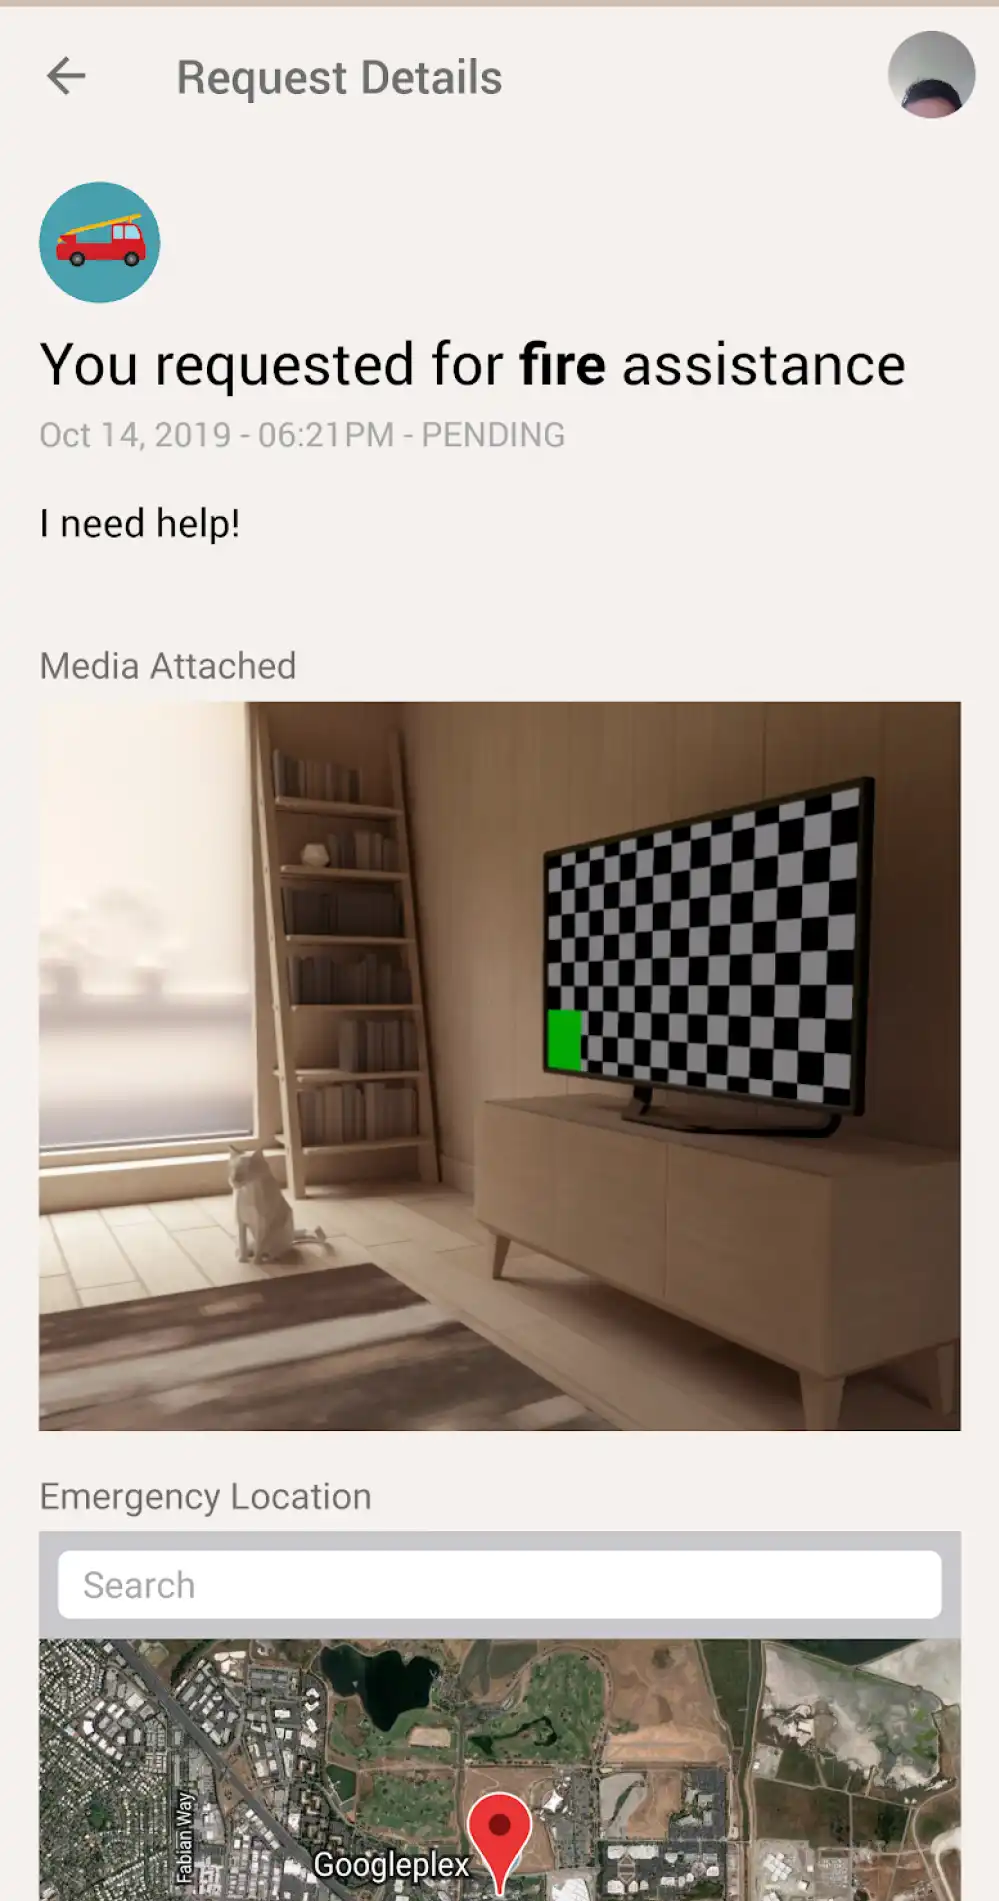 Request Details
You requested for fire assistance
Oct 14, 2019 - 06:21PM - PENDING
I need help!
Media Attached
Emergency Location
Search
Fabian Way
Googleplex